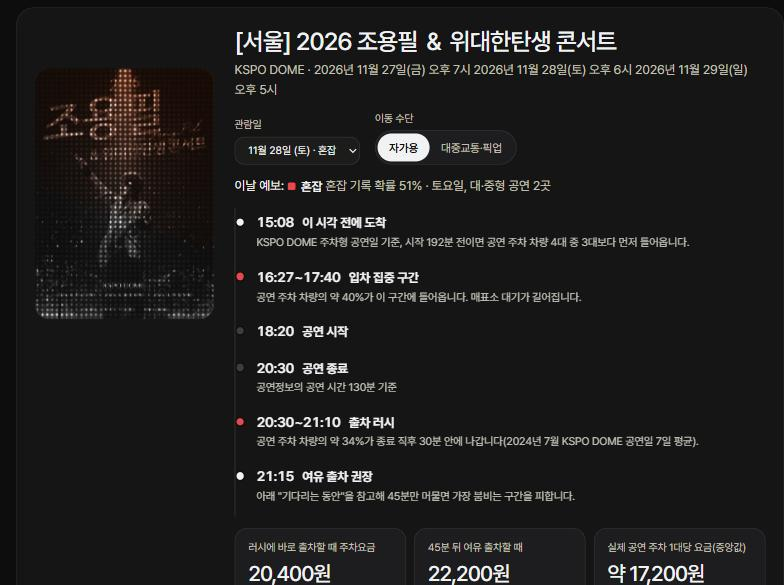 [서울] 2026 조용필 & 위대한탄생 콘서트
KSPO DOME · 2026년 11월 27일(금) 오후 7시 2026년 11월 28일(토) 오후 6시 2026년 11월 29일(일)
오후 5시
관람일
이동 수단
11월 28일 (토) · 혼잡
자가용
대중교통·픽업
이날 예보: 혼잡 혼잡 기록 확률 51% · 토요일, 대·중형 공연 2곳
15:08 이 시각 전에 도착
KSPO DOME 주차형 공연일 기준, 시작 192분 전이면 공연 주차 차량 4대 중 3대보다 먼저 들어옵니다.
16:27~17:40 입차 집중 구간
공연 주차 차량의 약 40%가 이 구간에 들어옵니다. 매표소 대기가 길어집니다.
18:20 공연 시작
20:30 공연 종료
공연정보의 공연 시간 130분 기준
20:30~21:10 출차 러시
공연 주차 차량의 약 34%가 종료 직후 30분 안에 나갑니다(2024년 7월 KSPO DOME 공연일 7일 평균).
21:15 여유 출차 권장
아래 "기다리는 동안"을 참고해 45분만 머물면 가장 붐비는 구간을 피합니다.
러시에 바로 출차할 때 주차요금
45분 뒤 여유 출차할 때
실제 공연 주차 1대당 요금(중앙값)
20,400원
22,200원
약 17,200원
조용필